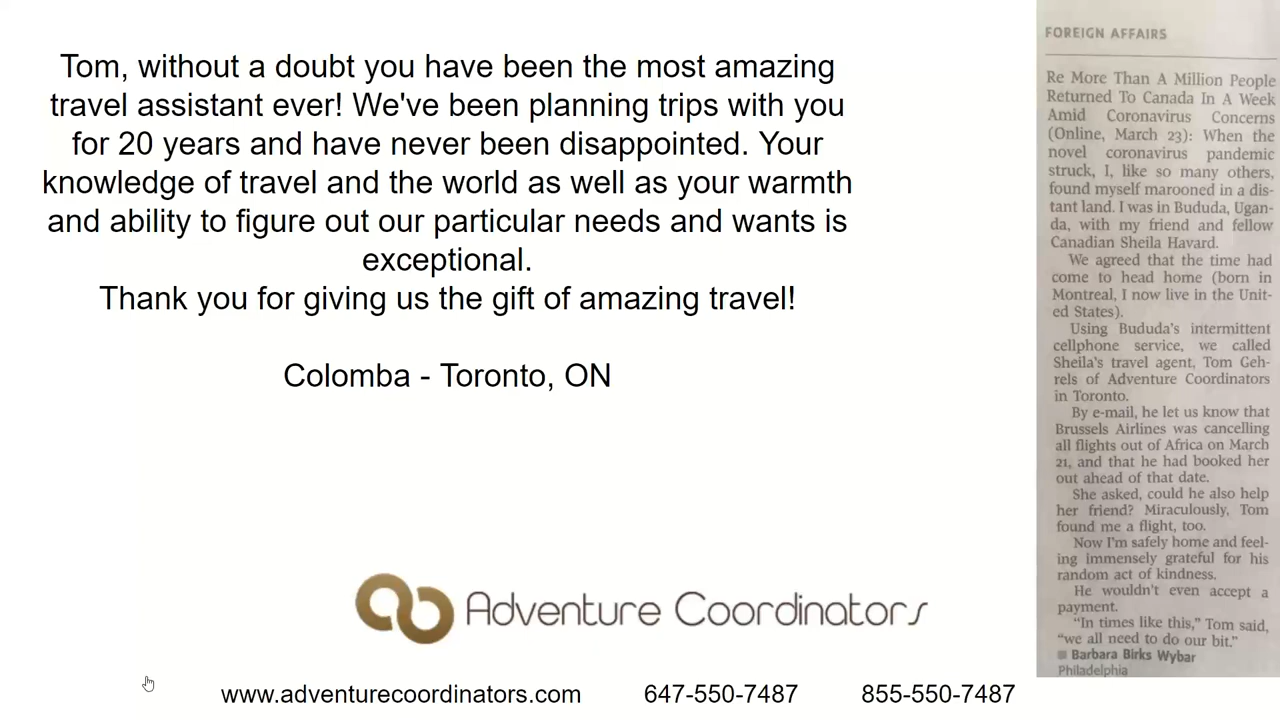 Tom, without a doubt you have been the most amazing
travel assistant ever! We've been planning trips with you
for 20 years and have never been disappointed. Your
knowledge of travel and the world as well as your warmth
and ability to figure out our particular needs and wants is
exceptional.
Thank you for giving us the gift of amazing travel!
Colomba - Toronto, ON
Adventure Coordinators
www.adventurecoordinators.com 647-550-7487 855-550-7487
FOREIGN AFFAIRS
Re More Than A Million People
Returned To Canada In A Week
Amid Coronavirus Concerns
(Online, March 23): When the
novel coronavirus pandemic
struck, I, like so many others,
found myself marooned in a dis-
tant land. I was in Bududa, Ugan-
da, with my friend and fellow
Canadian Sheila Havard.
We agreed that the time had
come to head home (born in
Montreal, I now live in the Unit-
ed States).
Using Bududa's intermittent
cellphone service, we called
Sheila's travel agent, Tom Geh-
rels of Adventure Coordinators
in Toronto.
By e-mail, he let us know that
Brussels Airlines was cancelling
all flights out of Africa on March
21, and that he had booked her
out ahead of that date.
She asked, could he also help
her friend? Miraculously, Tom
found me a flight, too.
Now I'm safely home and feel-
ing immensely grateful for his
random act of kindness.
He wouldn't even accept a
payment.
"In times like this," Tom said,
"we all need to do our bit."
Barbara Birks Wybar
Philadelphia